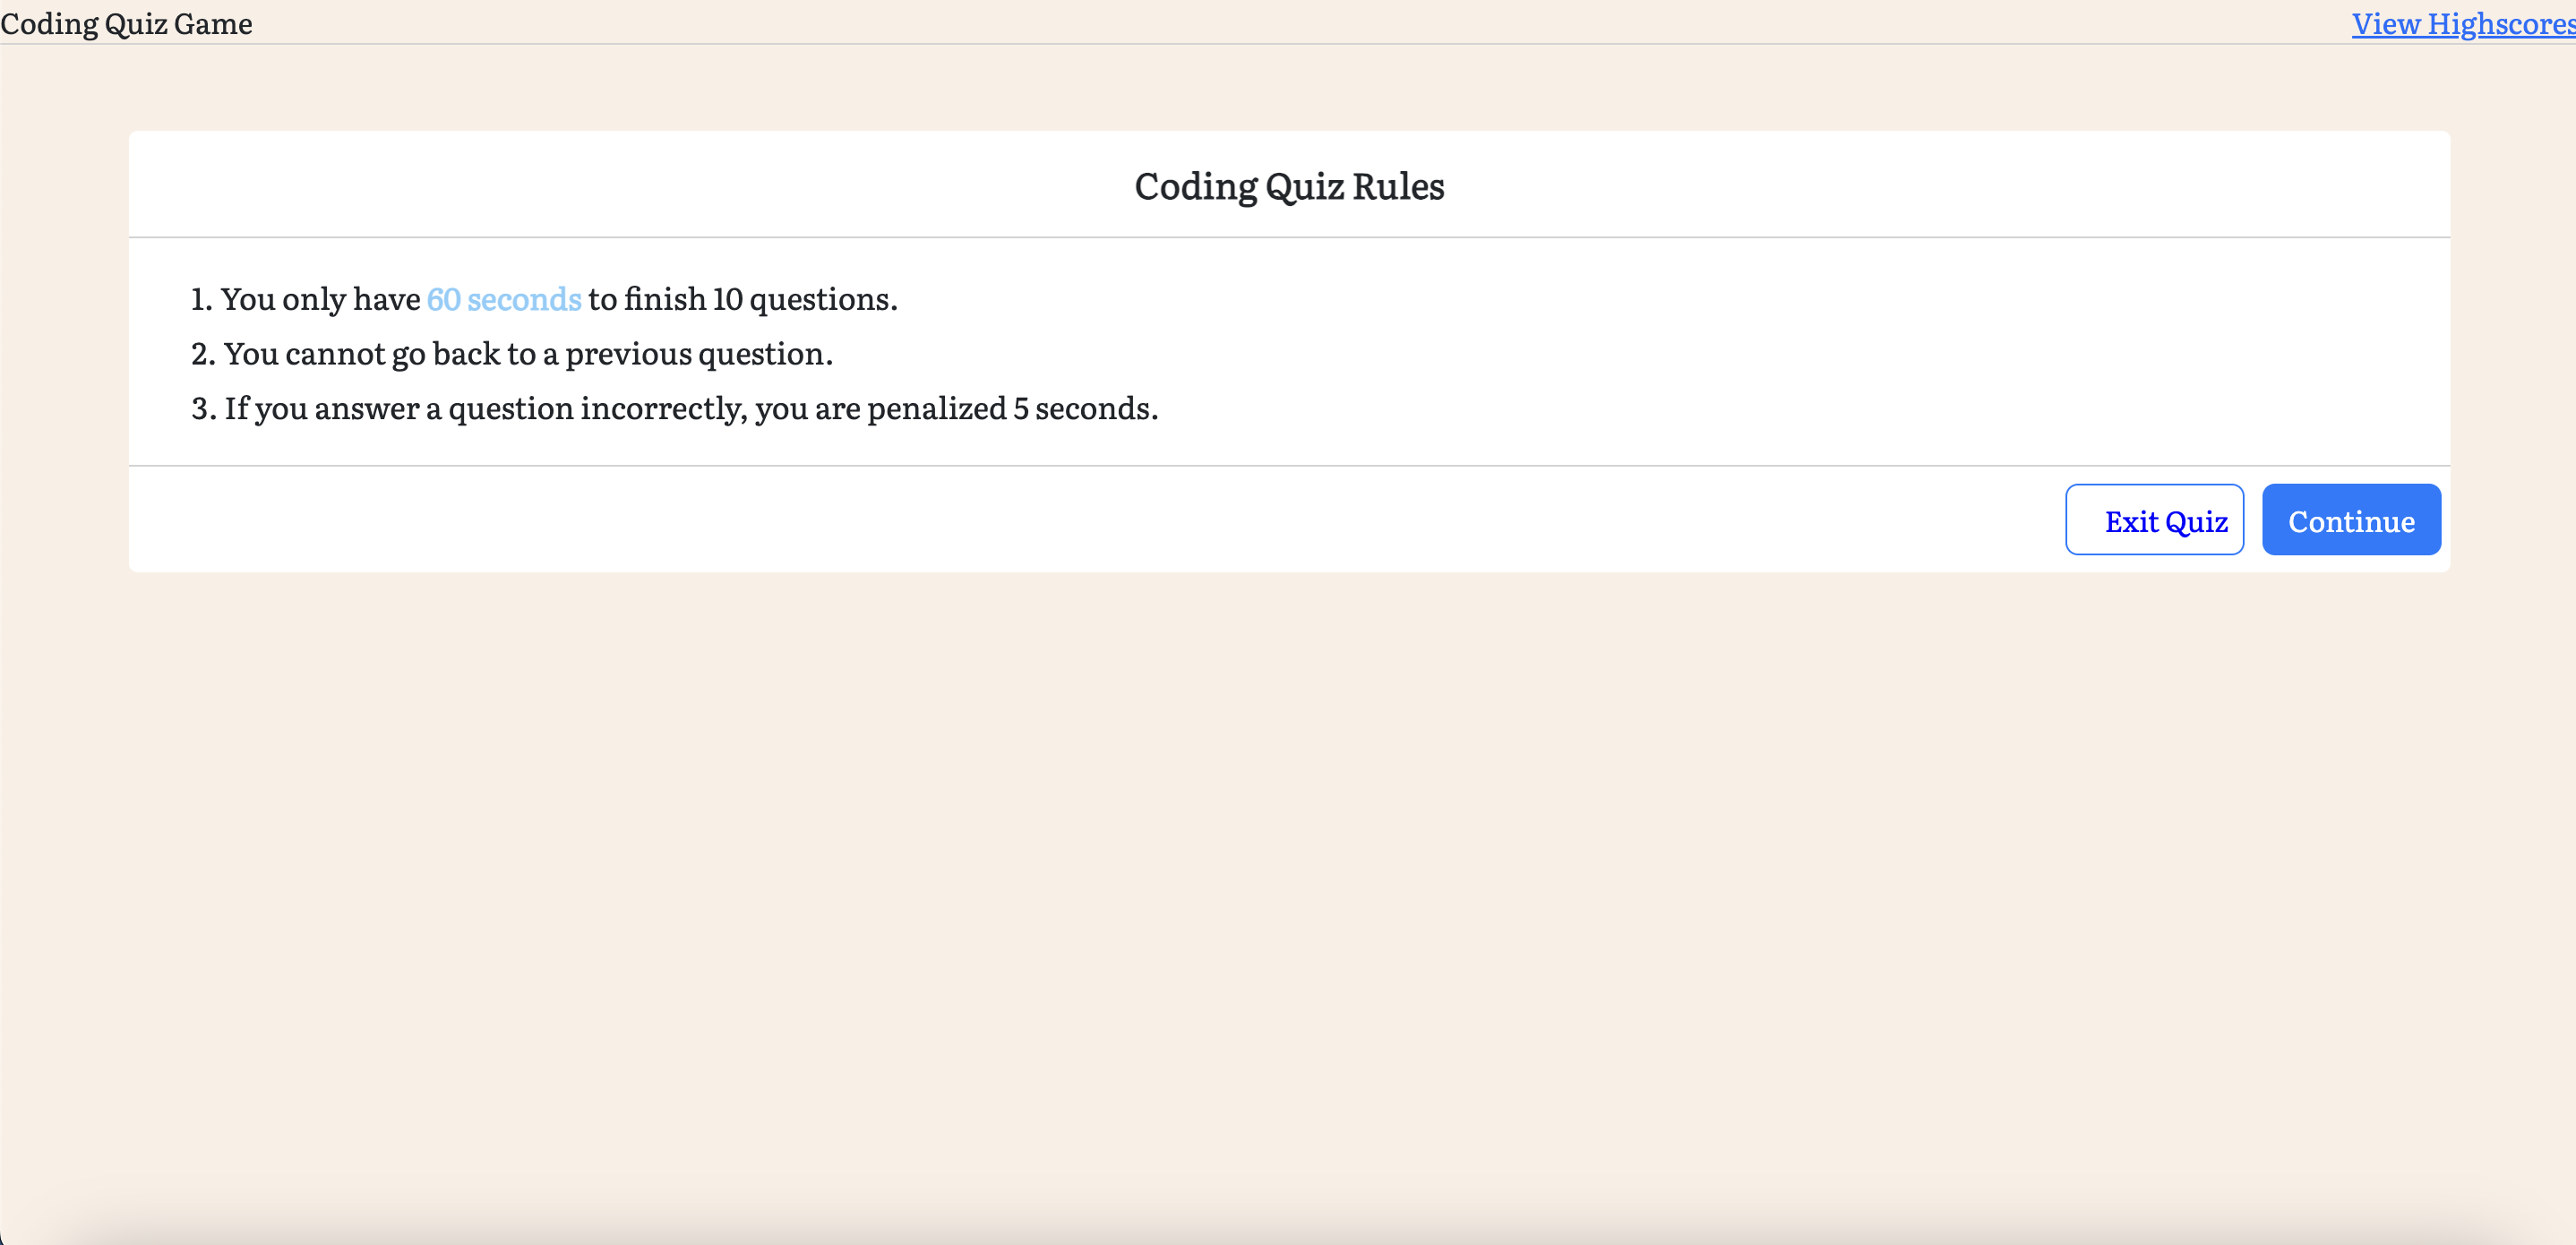 Coding Quiz Game
View Highscores
Coding Quiz Rules
1. You only have 60 seconds to finish 10 questions.
2. You cannot go back to a previous question.
3. If you answer a question incorrectly, you are penalized 5 seconds.
Exit Quiz
Continue